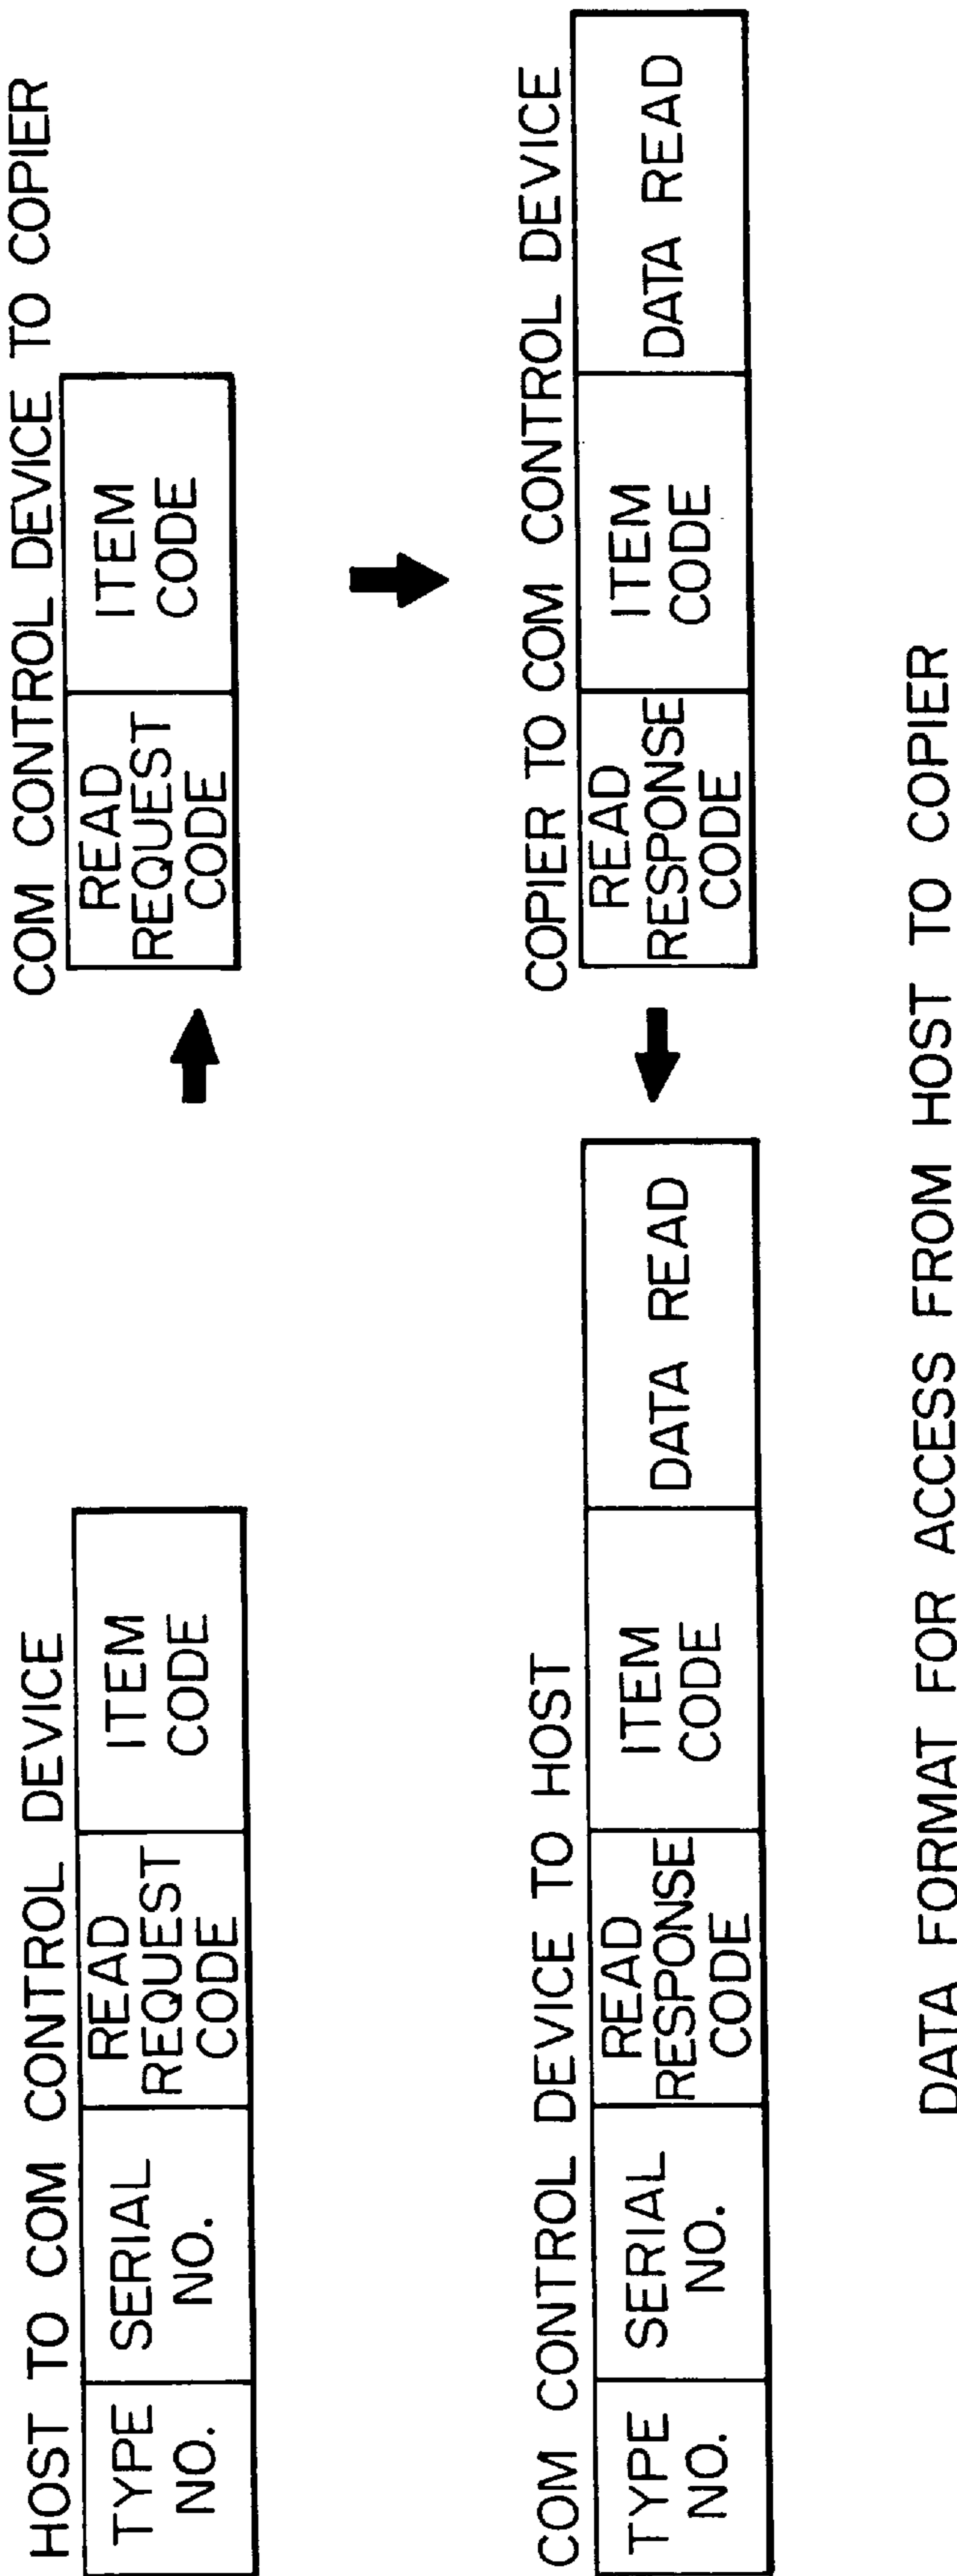 HOST TO COM CONTROL DEVICE
TYPE NO.
SERIAL NO.
READ REQUEST CODE
ITEM CODE
COM CONTROL DEVICE TO COPIER
READ REQUEST CODE
ITEM CODE
COPIER TO COM CONTROL DEVICE
READ RESPONSE CODE
ITEM CODE
DATA READ
COM CONTROL DEVICE TO HOST
TYPE NO.
SERIAL NO.
READ RESPONSE CODE
ITEM CODE
DATA READ
DATA FORMAT FOR ACCESS FROM HOST TO COPIER